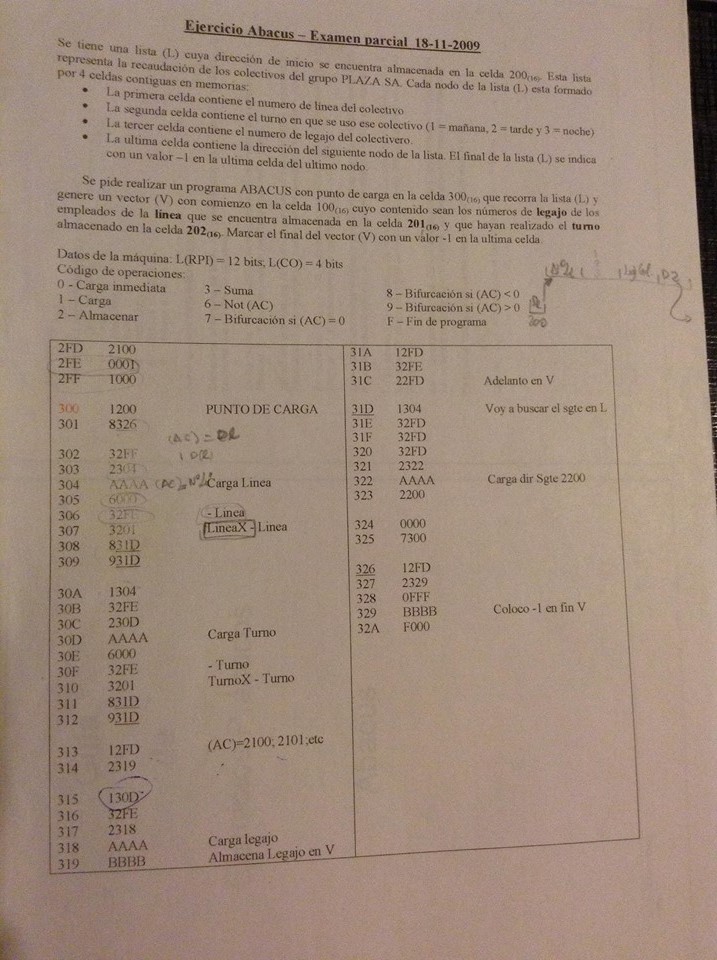 Ejercicio Abacus – Examen parcial 18-11-2009
Se tiene una lista (L) cuya dirección de inicio se encuentra almacenada en la celda 200(16). Esta lista
representa la recaudación de los colectivos del grupo PLAZA SA. Cada nodo de la lista (L) esta formado
por 4 celdas contiguas en memorias:
• La primera celda contiene el numero de línea del colectivo
• La segunda celda contiene el turno en que se uso ese colectivo (1 = mañana, 2 = tarde y 3 = noche)
• La tercer celda contiene el numero de legajo del colectivero.
• La ultima celda contiene la dirección del siguiente nodo de la lista. El final de la lista (L) se indica
con un valor –1 en la ultima celda del ultimo nodo.
Se pide realizar un programa ABACUS con punto de carga en la celda 300(16) que recorra la lista (L) y
genere un vector (V) con comienzo en la celda 100(16) cuyo contenido sean los números de legajo de los
empleados de la línea que se encuentra almacenada en la celda 201(16) y que hayan realizado el turno
almacenado en la celda 202(16). Marcar el final del vector (V) con un valor -1 en la ultima celda.
Datos de la máquina: L(RPI) = 12 bits; L(CO) = 4 bits
Código de operaciones:
0 - Carga inmediata 3 – Suma 8 – Bifurcación si (AC) < 0
1 – Carga 6 – Not (AC) 9 – Bifurcación si (AC) > 0
2 – Almacenar 7 – Bifurcación si (AC) = 0 F – Fin de programa
300
2FD 2100
2FE 0001
2FF 1000
300 1200 PUNTO DE CARGA
301 8326
(AC) = DR
302 32FF
303 2304
304 AAAA Carga Linea
305 6000
306 32FE - Linea
307 3201 LineaX - Linea
308 831D
309 931D
30A 1304
30B 32FE
30C 230D
30D AAAA Carga Turno
30E 6000
30F 32FE - Turno
310 3201 TurnoX - Turno
311 831D
312 931D
313 12FD (AC)=2100; 2101;etc
314 2319
315 130D
316 32FE
317 2318
318 AAAA Carga legajo
319 BBBB Almacena Legajo en V
31A 12FD
31B 32FE
31C 22FD Adelanto en V
31D 1304 Voy a buscar el sgte en L
31E 32FD
31F 32FD
320 32FD
321 2322
322 AAAA Carga dir Sgte 2200
323 2200
324 0000
325 7300
326 12FD
327 2329
328 0FFF
329 BBBB Coloco -1 en fin V
32A F000